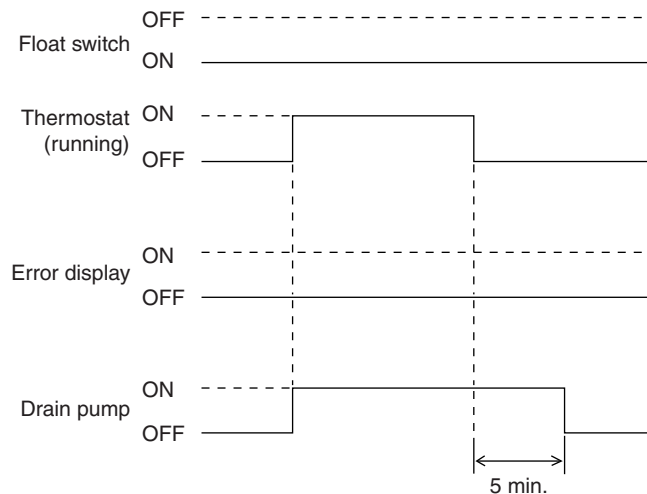 OFF
Float switch
ON
Thermostat
(running)
ON
OFF
ON
Error display
OFF
ON
Drain pump
OFF
5 min.